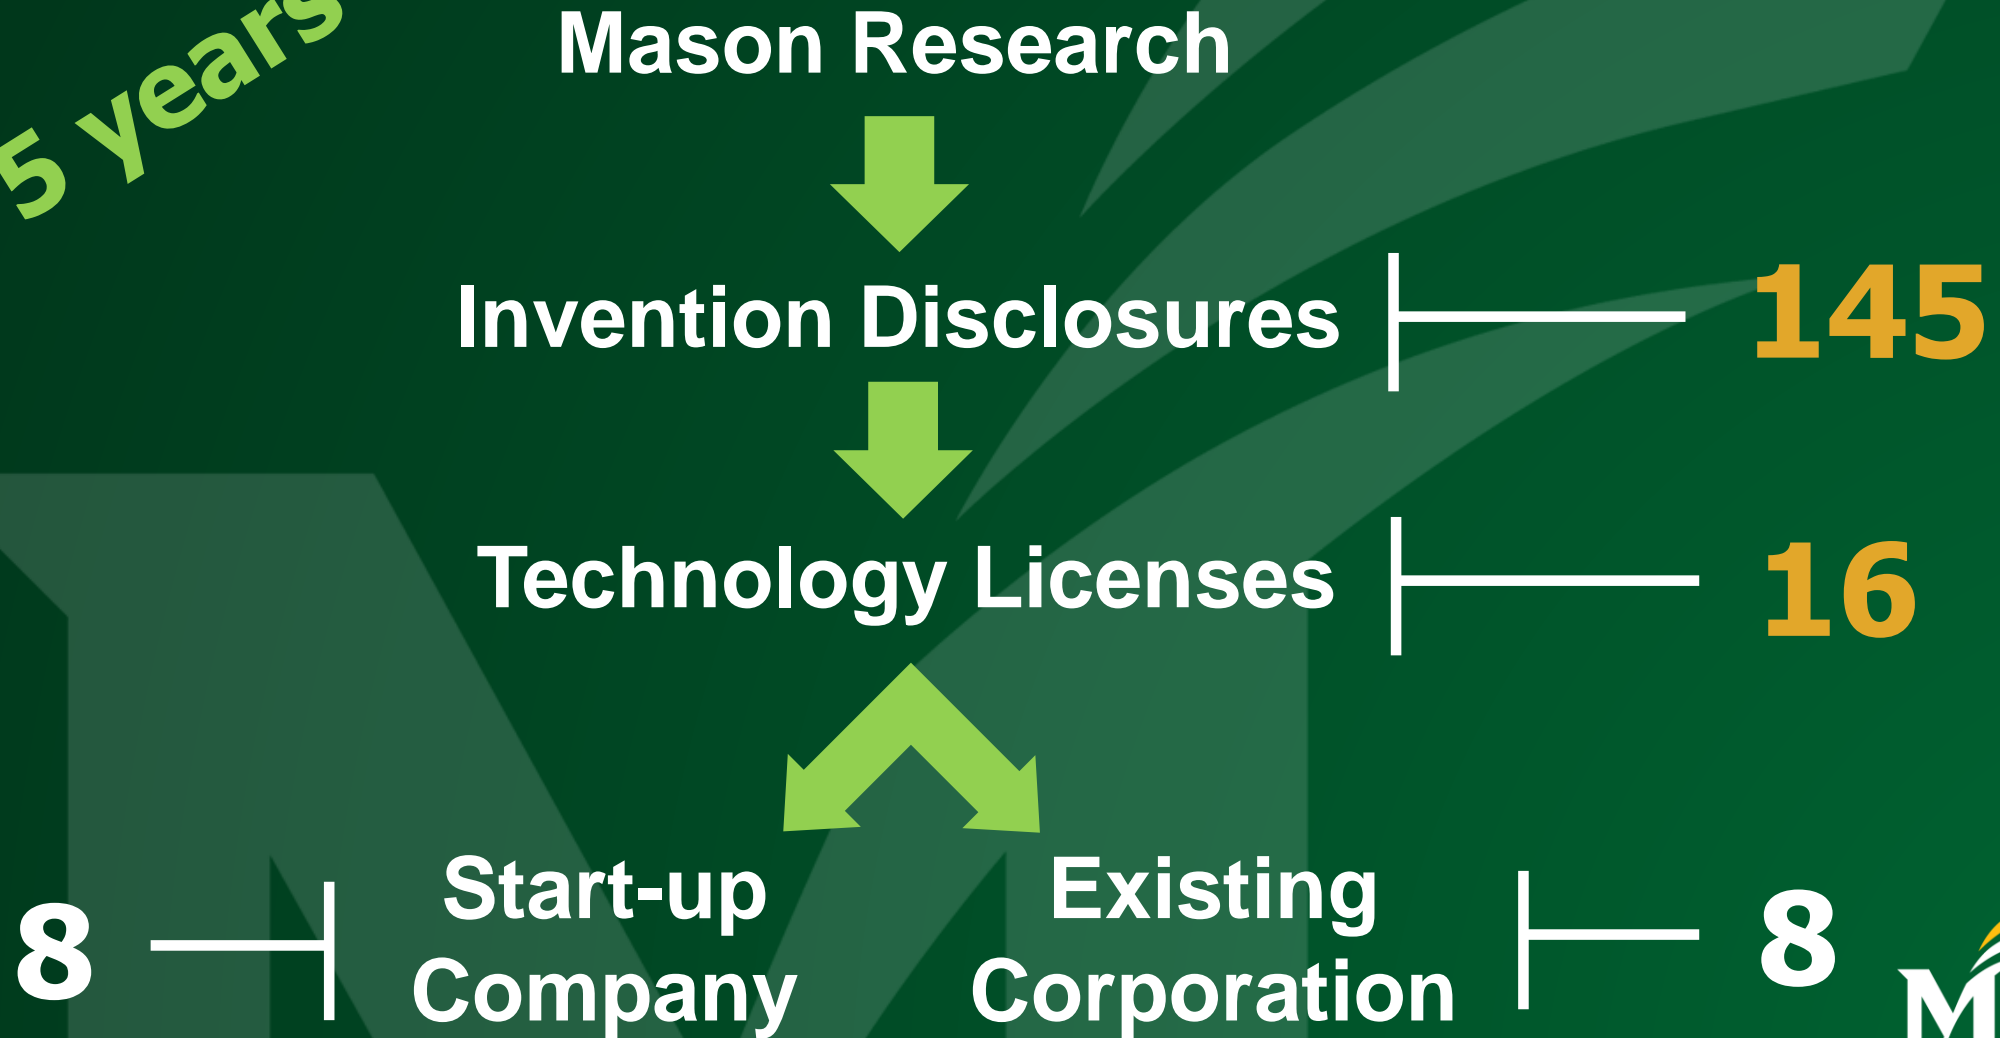 5 years
Mason Research
Invention Disclosures
145
Technology Licenses
16
8
Start-up
Company
Existing
Corporation
8
M